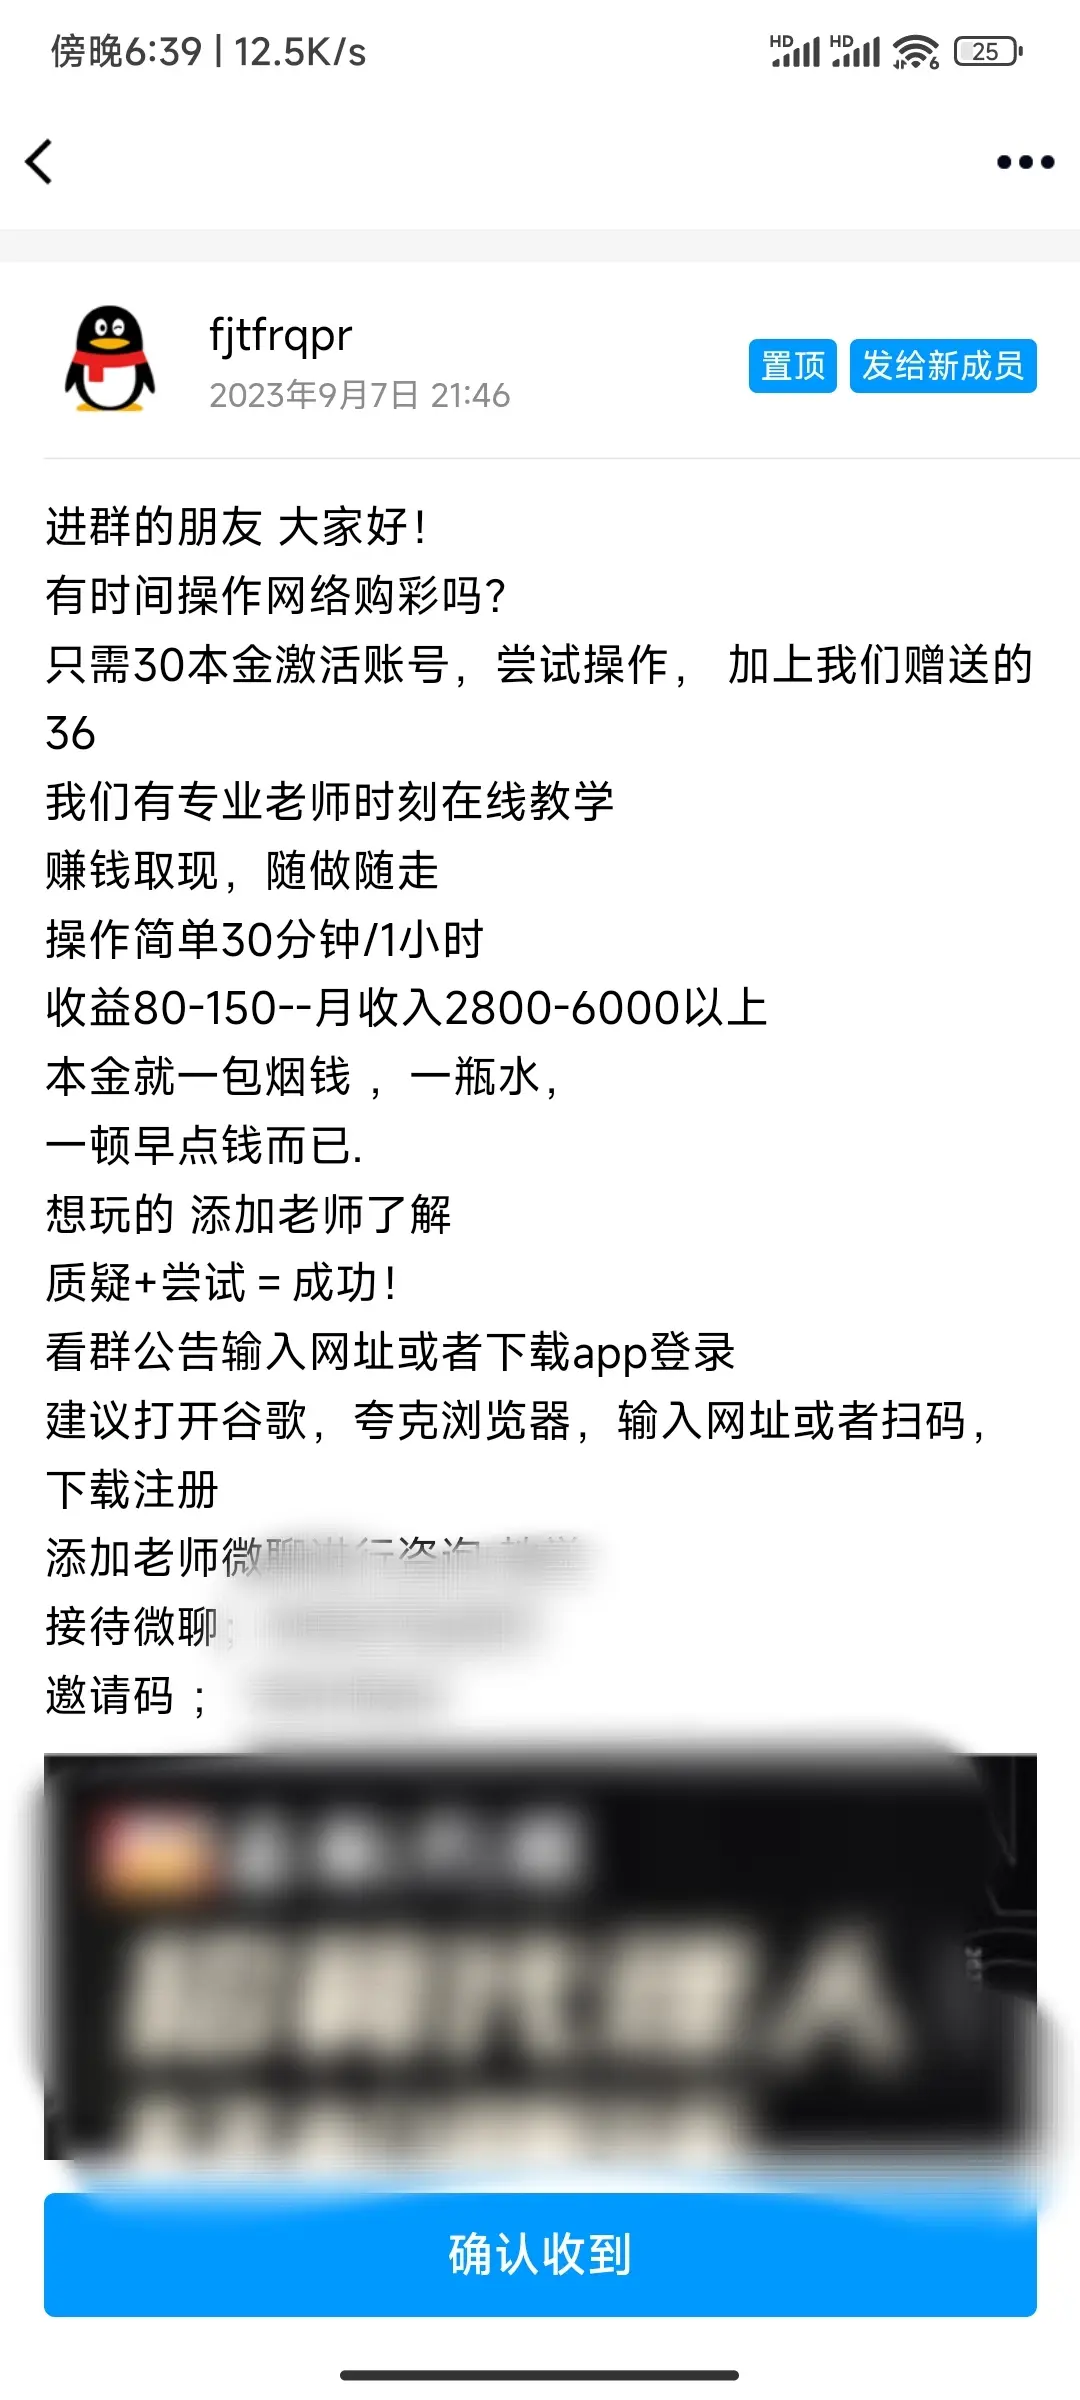 傍晚6:39 | 12.5K/s
HD HD 6 25
fjtfrqpr
2023年9月7日 21:46
置顶 发给新成员
进群的朋友 大家好！
有时间操作网络购彩吗？
只需30本金激活账号，尝试操作， 加上我们赠送的
36
我们有专业老师时刻在线教学
赚钱取现，随做随走
操作简单30分钟/1小时
收益80-150--月收入2800-6000以上
本金就一包烟钱 ，一瓶水，
一顿早点钱而已.
想玩的 添加老师了解
质疑+尝试 = 成功！
看群公告输入网址或者下载app登录
建议打开谷歌，夸克浏览器，输入网址或者扫码，
下载注册
添加老师微聊进行咨询
接待微聊；
邀请码 ；
确认收到